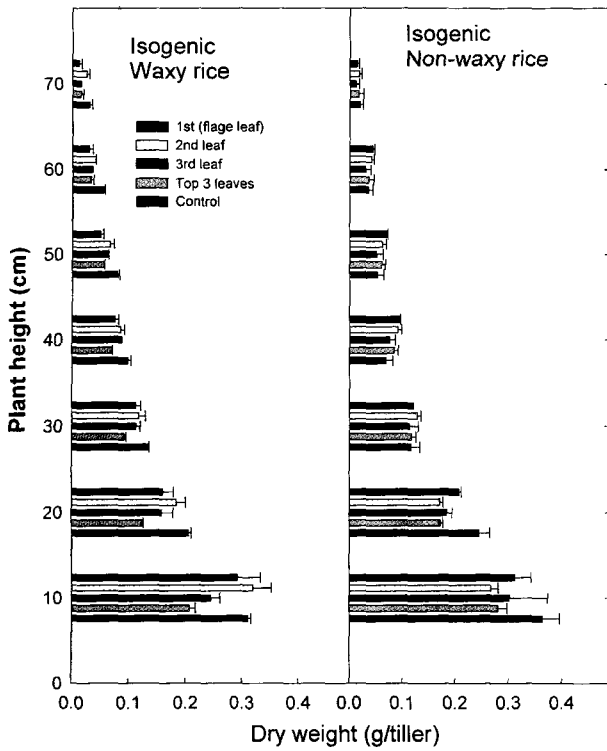 Isogenic
Waxy rice
Isogenic
Non-waxy rice
1st (flage leaf)
2nd leaf
3rd leaf
Top 3 leaves
Control
Plant height (cm)
70
60
50
40
30
20
10
0
0.0 0.1 0.2 0.3 0.4 0.0 0.1 0.2 0.3 0.4
Dry weight (g/tiller)